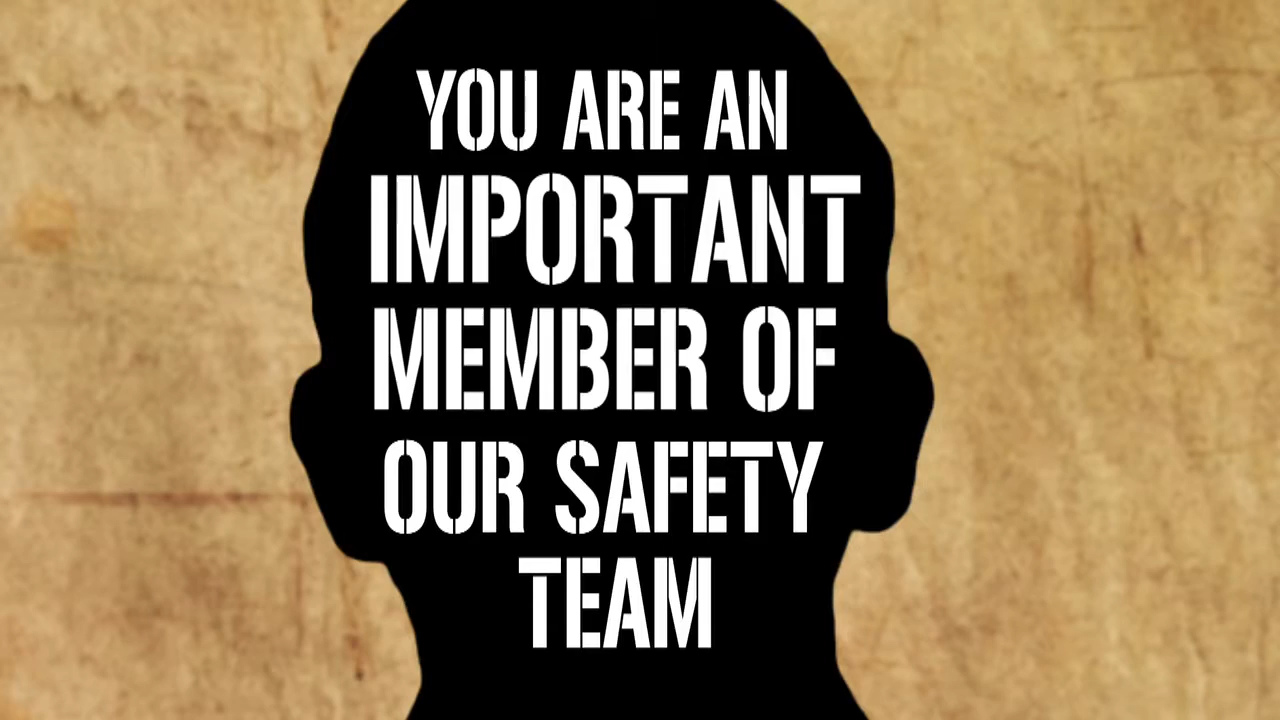 YOU ARE AN
IMPORTANT
MEMBER OF
OUR SAFETY
TEAM